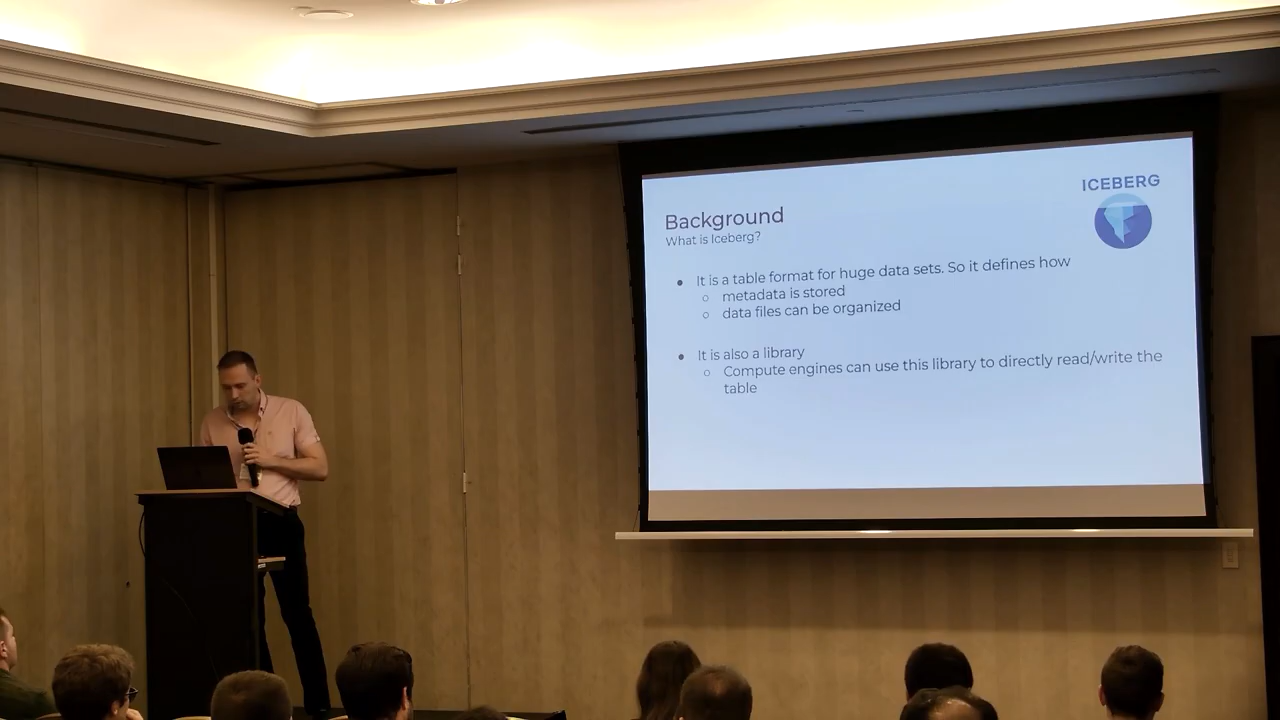 ICEBERG
Background
What is Iceberg?
● It is a table format for huge data sets. So it defines how
○ metadata is stored
○ data files can be organized
● It is also a library
○ Compute engines can use this library to directly read/write the
table